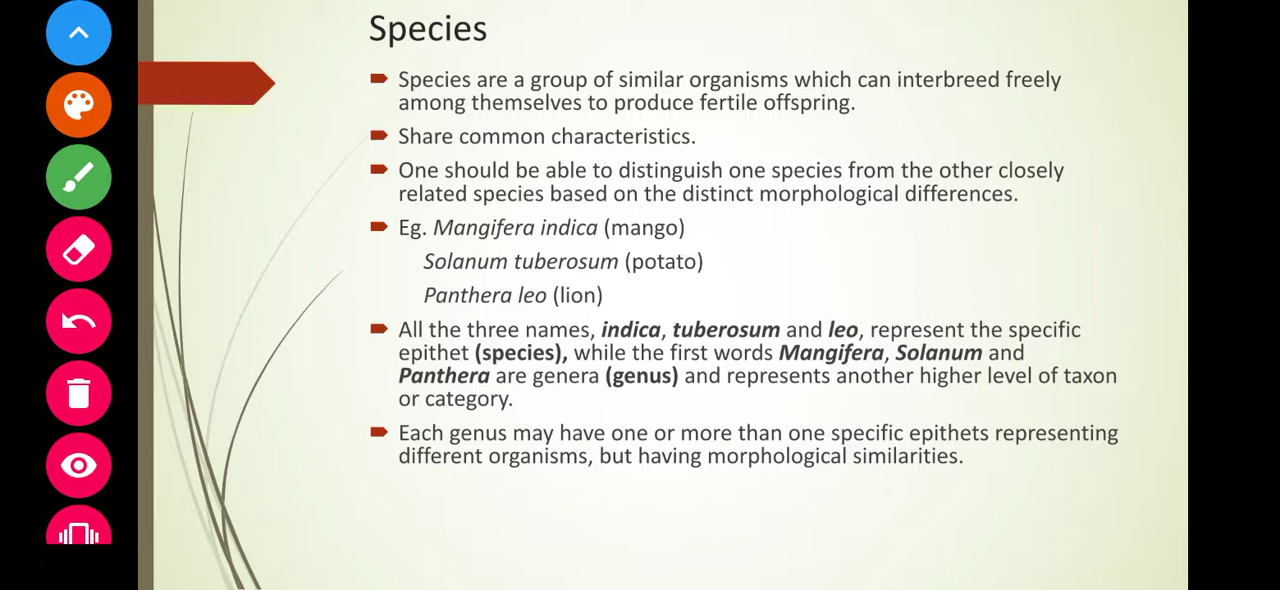 Species
Species are a group of similar organisms which can interbreed freely
among themselves to produce fertile offspring.
Share common characteristics.
One should be able to distinguish one species from the other closely
related species based on the distinct morphological differences.
Eg. Mangifera indica (mango)
Solanum tuberosum (potato)
Panthera leo (lion)
All the three names, indica, tuberosum and leo, represent the specific
epithet (species), while the first words Mangifera, Solanum and
Panthera are genera (genus) and represents another higher level of taxon
or category.
Each genus may have one or more than one specific epithets representing
different organisms, but having morphological similarities.